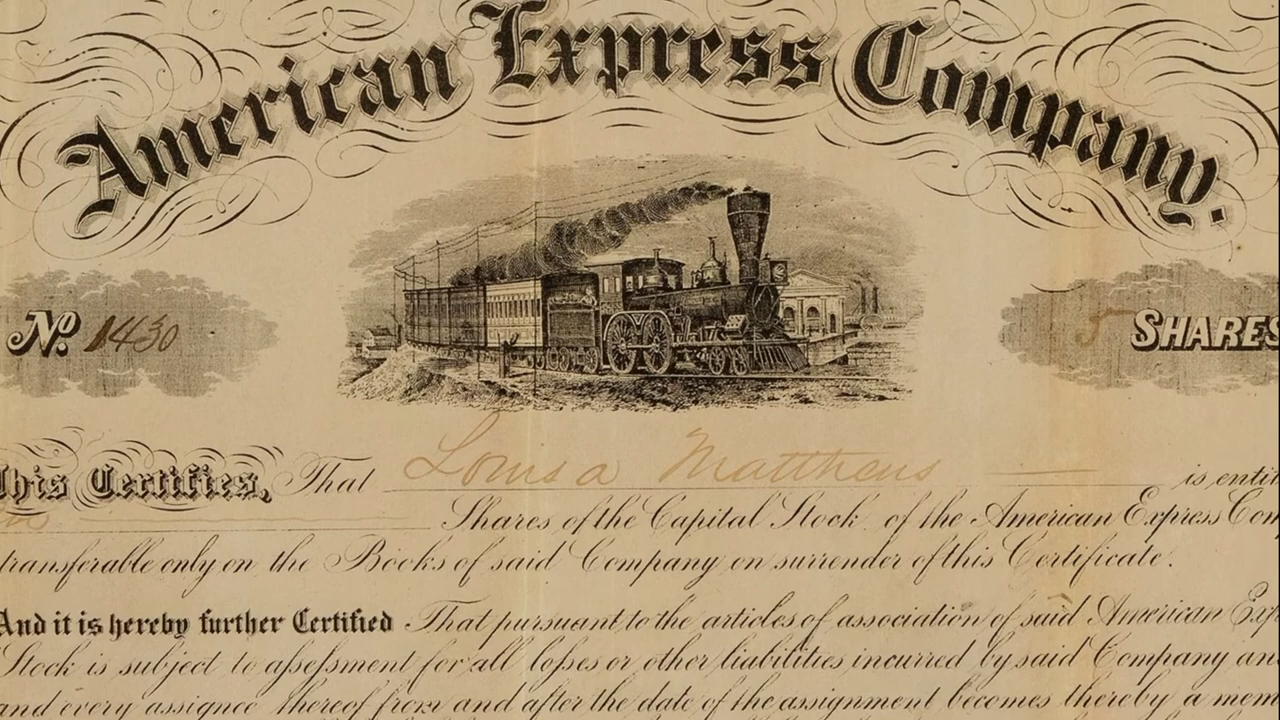 American Express Company.
No. 1430
5 SHARES
This Certifies, That Louisa Matthews is entit
Shares of the Capital Stock of the American Express Com
transferable only on the Books of said Company on surrender of this Certificate.
And it is hereby further Certified That pursuant to the articles of association of said American Exp
Stock is subject to aſseſsment for all loſses or other liabilities incurred by said Company an
and every assignee thereof from and after the date of the assignment becomes thereby a mem